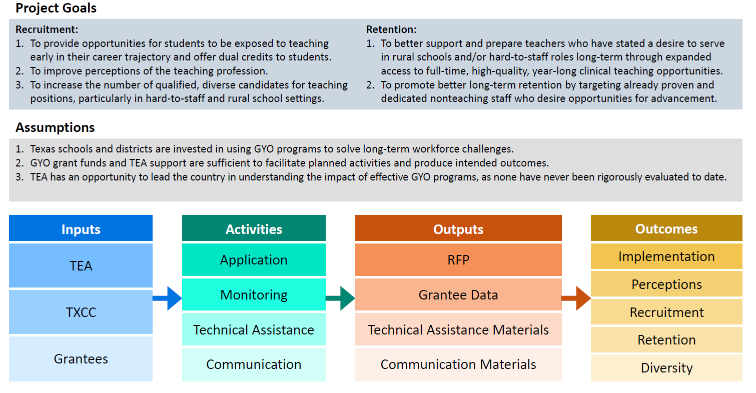 Project Goals
Recruitment:
1. To provide opportunities for students to be exposed to teaching
early in their career trajectory and offer dual credits to students.
2. To improve perceptions of the teaching profession.
3. To increase the number of qualified, diverse candidates for teaching
positions, particularly in hard-to-staff and rural school settings.
Retention:
1. To better support and prepare teachers who have stated a desire to serve
in rural schools and/or hard-to-staff roles long-term through expanded
access to full-time, high-quality, year-long clinical teaching opportunities.
2. To promote better long-term retention by targeting already proven and
dedicated nonteaching staff who desire opportunities for advancement.
Assumptions
1. Texas schools and districts are invested in using GYO programs to solve long-term workforce challenges.
2. GYO grant funds and TEA support are sufficient to facilitate planned activities and produce intended outcomes.
3. TEA has an opportunity to lead the country in understanding the impact of effective GYO programs, as none have never been rigorously evaluated to date.
Inputs
TEA
TXCC
Grantees
Activities
Application
Monitoring
Technical Assistance
Communication
Outputs
RFP
Grantee Data
Technical Assistance Materials
Communication Materials
Outcomes
Implementation
Perceptions
Recruitment
Retention
Diversity